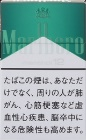 Marlboro
たばこの煙は、あなただ
けでなく、周りの人が肺
がん、心筋梗塞など虚
血性心疾患、脳卒中に
なる危険性も高めます。